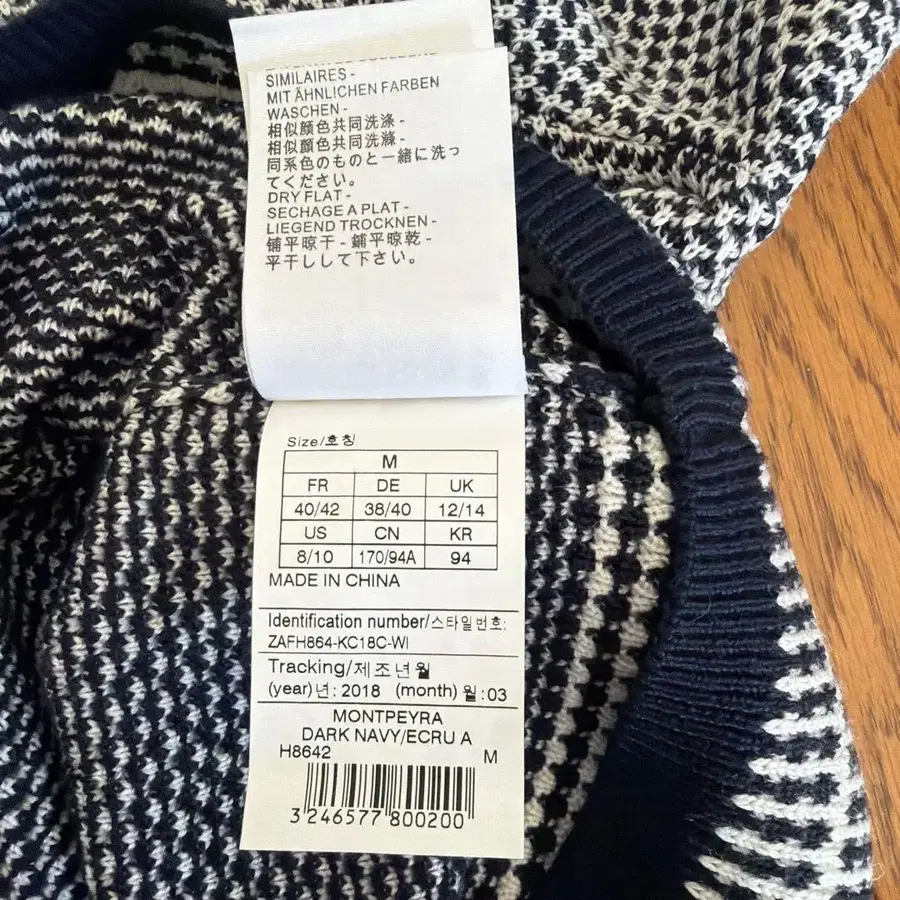 SIMILAIRES -
MIT ÄHNLICHEN FARBEN
WASCHEN -
相似颜色共同洗涤 -
相似顔色共同洗滌 -
同系色のものと一緒に洗っ
てください。
DRY FLAT -
SECHAGE A PLAT -
LIEGEND TROCKNEN -
铺平晾干 - 鋪平晾乾 -
平干しして下さい。
Size/호칭
M
FR DE UK
40/42 38/40 12/14
US CN KR
8/10 170/94A 94
MADE IN CHINA
Identification number/스타일번호:
ZAFH864-KC18C-WI
Tracking/제조년월
(year)년: 2018 (month)월:03
MONTPEYRA
DARK NAVY/ECRU A
H8642 M
3 246577 800200